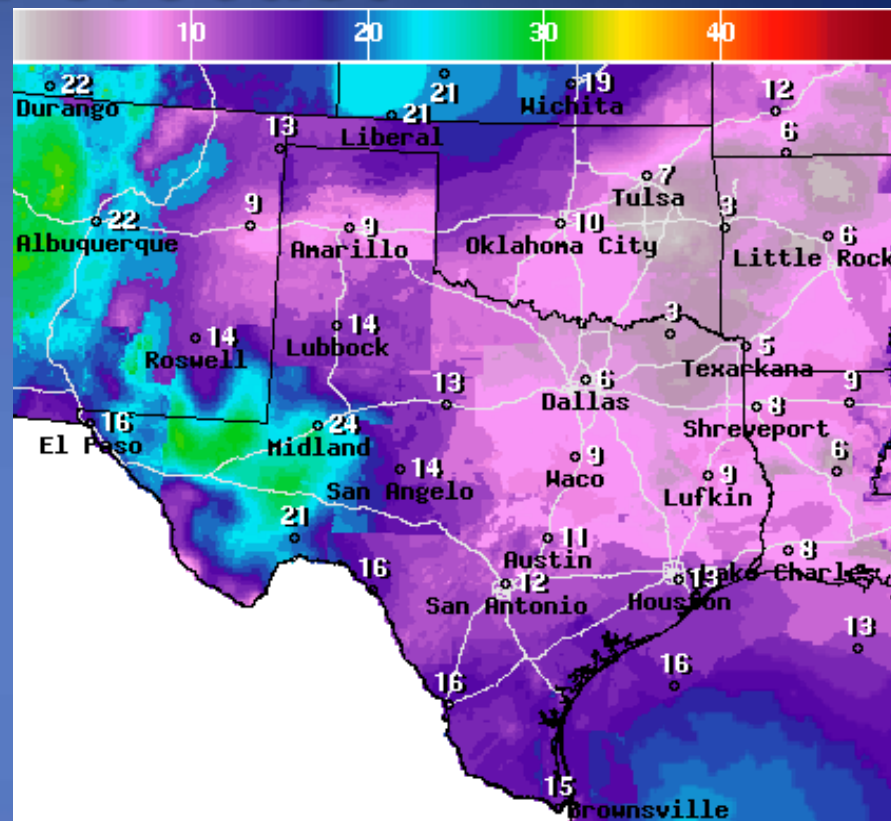 10 20 30 40
22 21 19 12
Durango Wichita
21
Liberal
13 6
7
Tulsa
22 9 9 10 3 6
Albuquerque Amarillo Oklahoma City Little Rock
14 14 3
Roswell Lubbock
5
Texarkana
6
Dallas
13 8 9
Shreveport
16 24
El Paso Midland
14 9 9 6
San Angelo Waco Lufkin
21 11 8
Austin
16 12 13 Lake Charles
San Antonio Houston
13
16 16
15
Brownsville